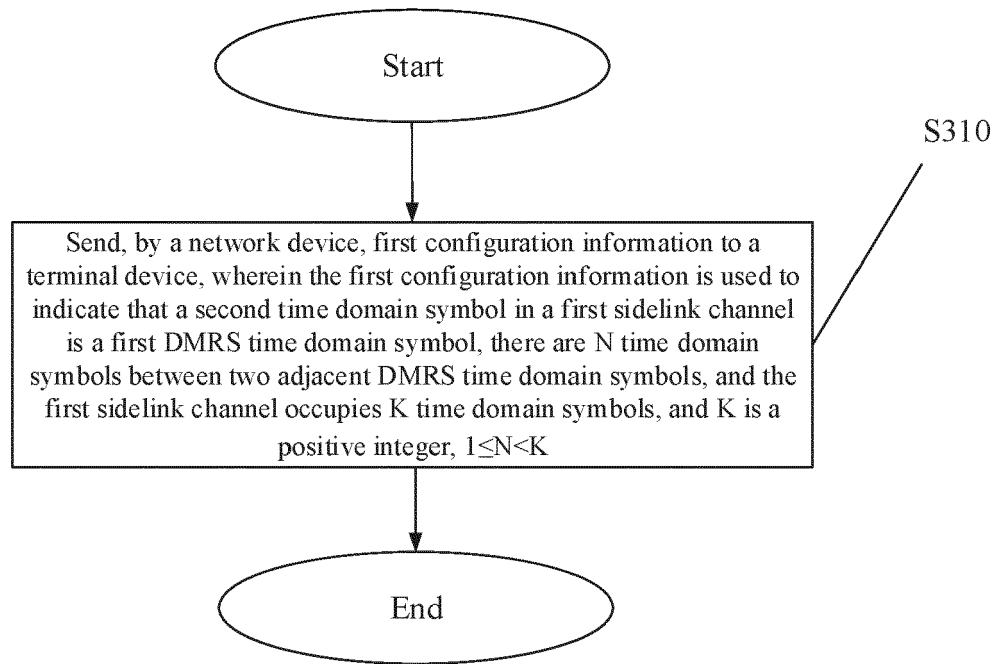 Start
S310
Send, by a network device, first configuration information to a
terminal device, wherein the first configuration information is used to
indicate that a second time domain symbol in a first sidelink channel
is a first DMRS time domain symbol, there are N time domain
symbols between two adjacent DMRS time domain symbols, and the
first sidelink channel occupies K time domain symbols, and K is a
positive integer, 1≤N<K
End